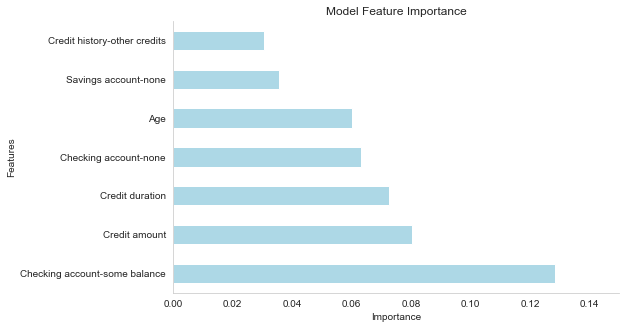 Model Feature Importance
Credit history-other credits
Savings account-none
Age
Checking account-none
Features
Credit duration
Credit amount
Checking account-some balance
0.00 0.02 0.04 0.06 0.08 0.10 0.12 0.14
Importance